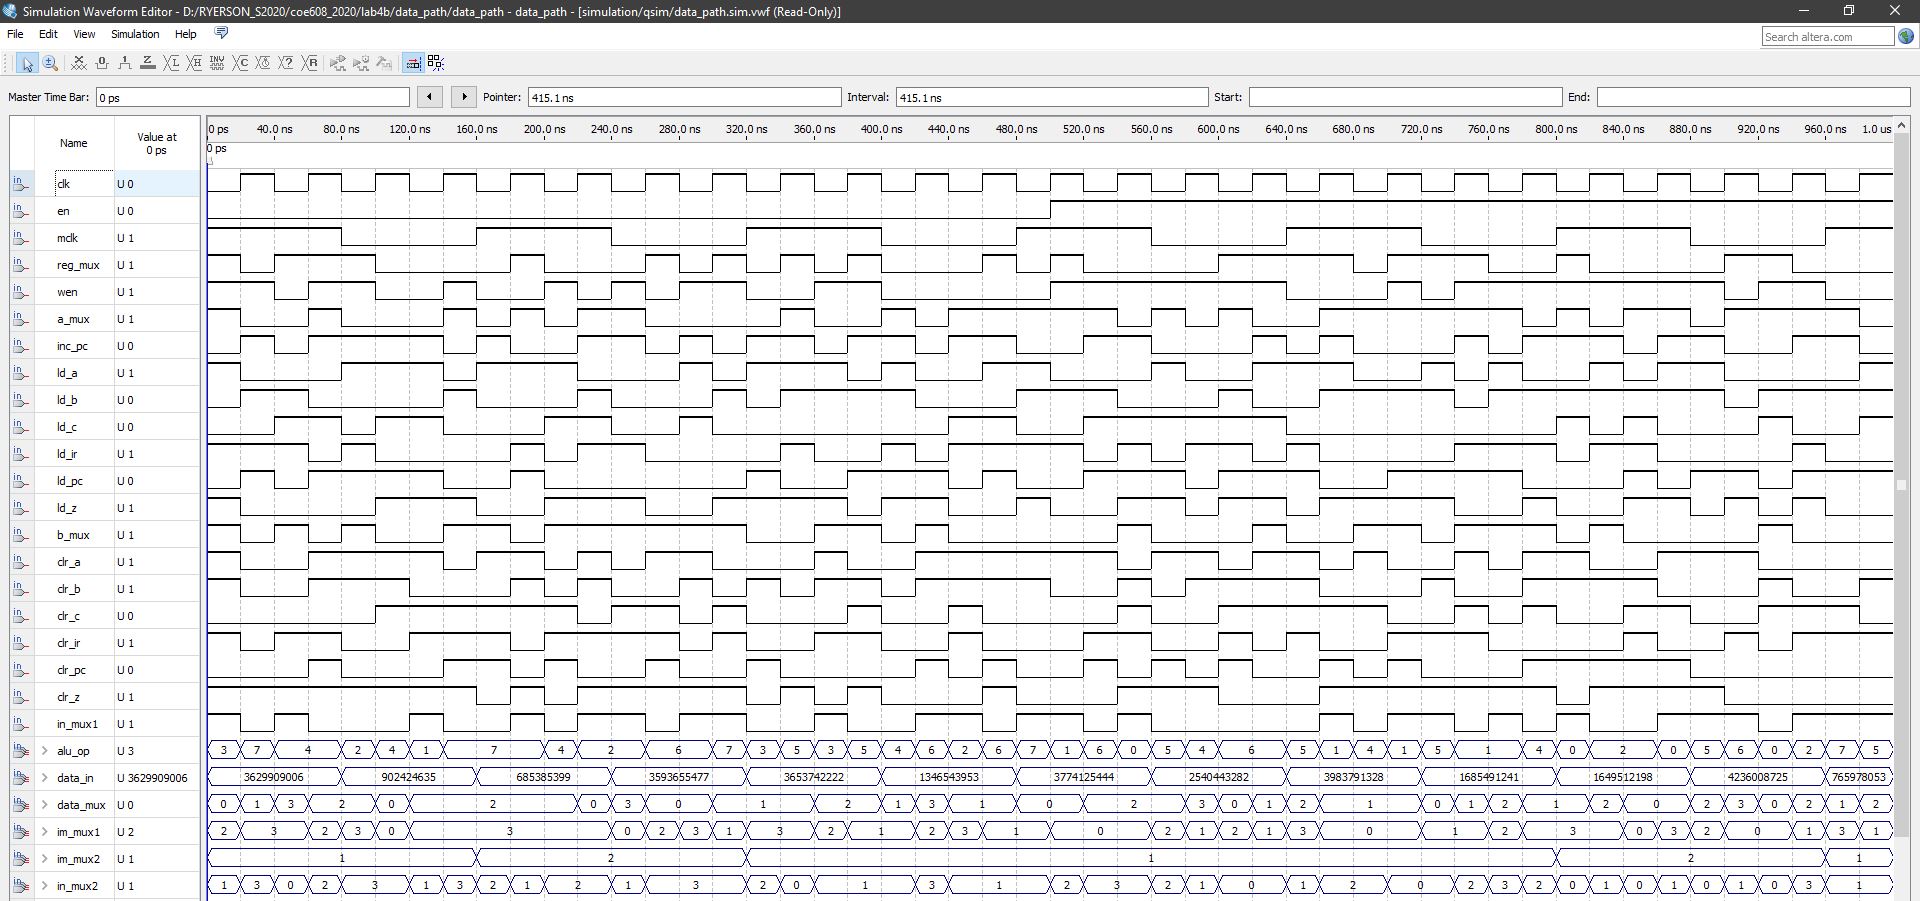 Simulation Waveform Editor - D:/RYERSON_S2020/coe608_2020/lab4b/data_path/data_path - data_path - [simulation/qsim/data_path.sim.vwf (Read-Only)]
File Edit View Simulation Help
Search altera.com
Master Time Bar: 0 ps Pointer: 415.1 ns Interval: 415.1 ns Start: End:
Name Value at 0 ps
0 ps 40.0 ns 80.0 ns 120.0 ns 160.0 ns 200.0 ns 240.0 ns 280.0 ns 320.0 ns 360.0 ns 400.0 ns 440.0 ns 480.0 ns 520.0 ns 560.0 ns 600.0 ns 640.0 ns 680.0 ns 720.0 ns 760.0 ns 800.0 ns 840.0 ns 880.0 ns 920.0 ns 960.0 ns 1.0 us
0 ps
clk U 0
en U 0
mclk U 1
reg_mux U 1
wen U 1
a_mux U 1
inc_pc U 0
ld_a U 1
ld_b U 0
ld_c U 0
ld_ir U 1
ld_pc U 0
ld_z U 1
b_mux U 1
clr_a U 1
clr_b U 1
clr_c U 0
clr_ir U 1
clr_pc U 0
clr_z U 1
in_mux1 U 1
alu_op U 3 3 7 4 2 4 1 7 4 2 6 7 3 5 3 5 4 6 2 6 7 1 6 0 5 4 6 5 1 4 1 5 1 4 0 2 0 5 6 0 2 7 5
data_in U 3629909006 3629909006 902424635 685385399 3593655477 3653742222 1346543953 3774125444 2540443282 3983791328 1685491241 1649512198 4236008725 765978053
data_mux U 0 0 1 3 2 0 2 0 3 0 1 2 1 3 1 0 2 3 0 1 2 1 0 1 2 1 2 0 2 3 0 2 1 2
im_mux1 U 2 2 3 2 3 0 3 0 2 3 1 3 2 1 2 3 1 0 2 1 2 1 3 0 1 2 3 0 3 2 0 1 3 1
im_mux2 U 1 1 2 1 2 1
in_mux2 U 1 1 3 0 2 3 1 3 2 1 2 1 3 2 0 1 3 1 2 3 2 1 0 1 2 0 2 3 2 0 1 0 1 0 1 0 3 1